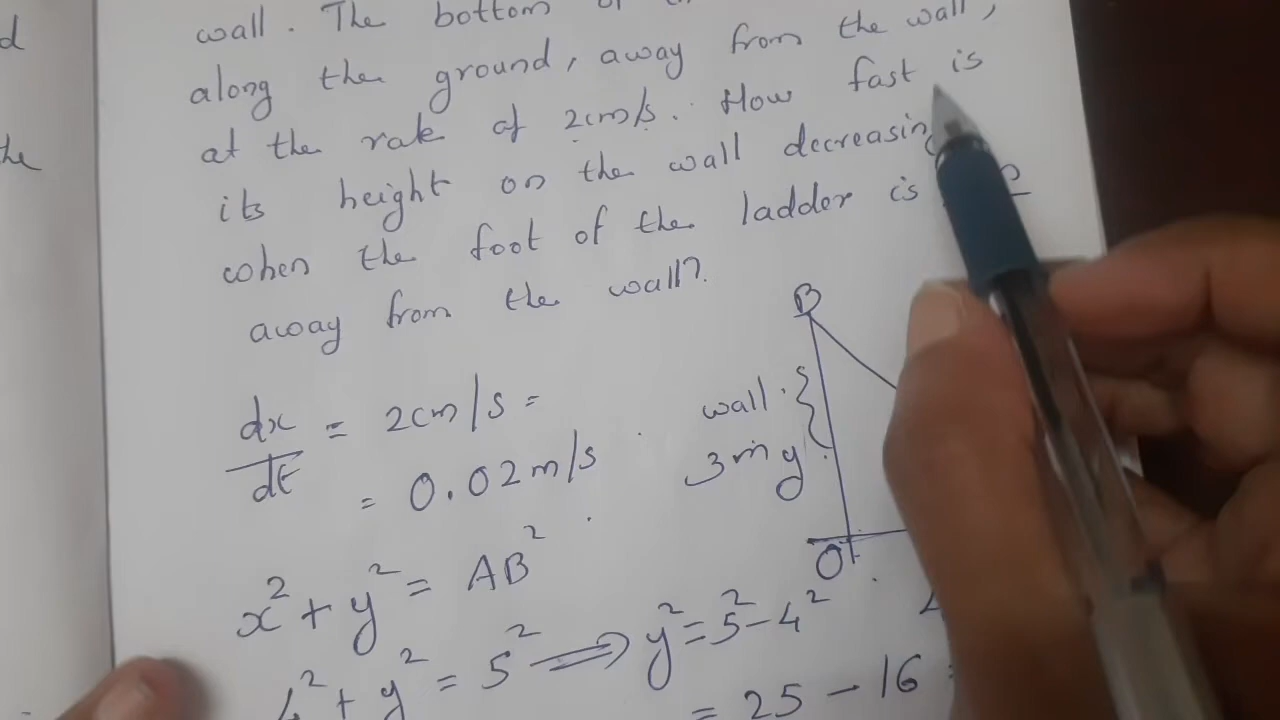 d
he
wall. The bottom of
along the ground, away from the wall,
at the rate of 2cm/s. How fast is
its height on the wall decreasing
when the foot of the ladder is
away from the wall?
B
dx/dt = 2cm/s =
= 0.02m/s
wall.
3m y
O
x² + y² = AB²
4² + y² = 5² ⟹ y² = 5² - 4²
= 25 - 16 =